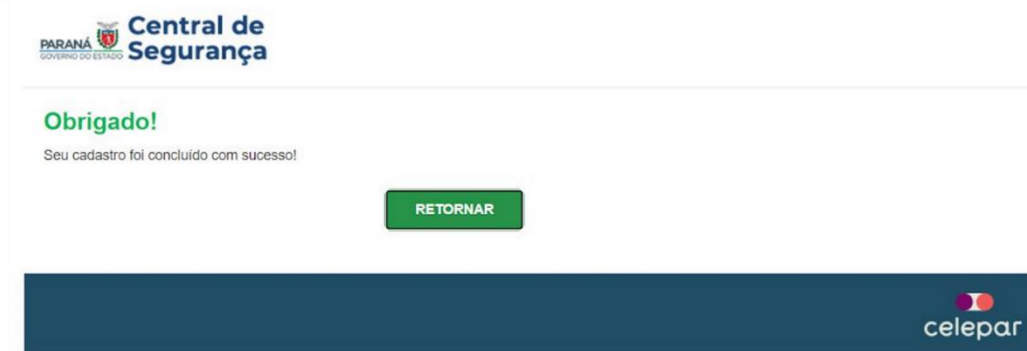 PARANÁ
GOVERNO DO ESTADO
Central de
Segurança
Obrigado!
Seu cadastro foi concluído com sucesso!
RETORNAR
celepar